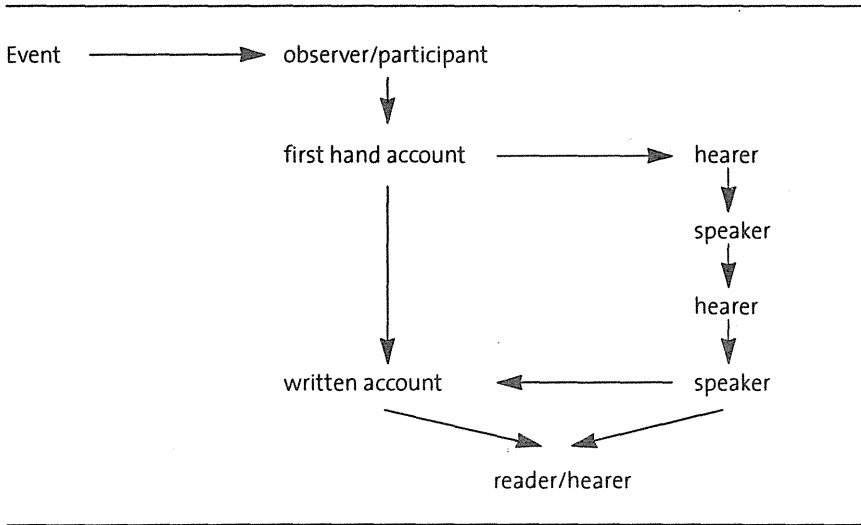 Event observer/participant
first hand account hearer
speaker
hearer
written account speaker
reader/hearer